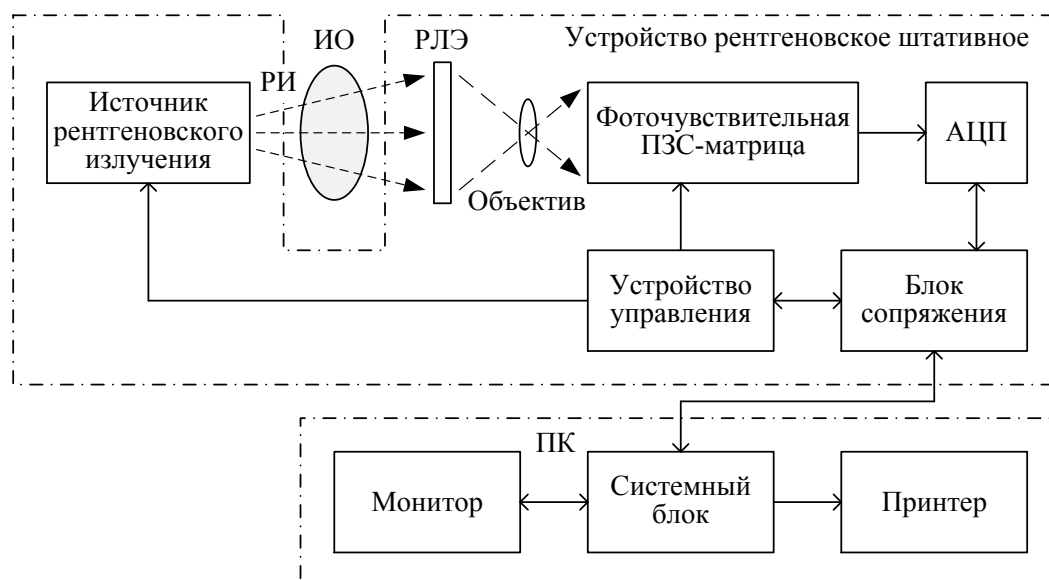 ИО
РЛЭ
Устройство рентгеновское штативное
РИ
Источник
рентгеновского
излучения
Фоточувствительная
ПЗС-матрица
АЦП
Объектив
Устройство
управления
Блок
сопряжения
ПК
Монитор
Системный
блок
Принтер